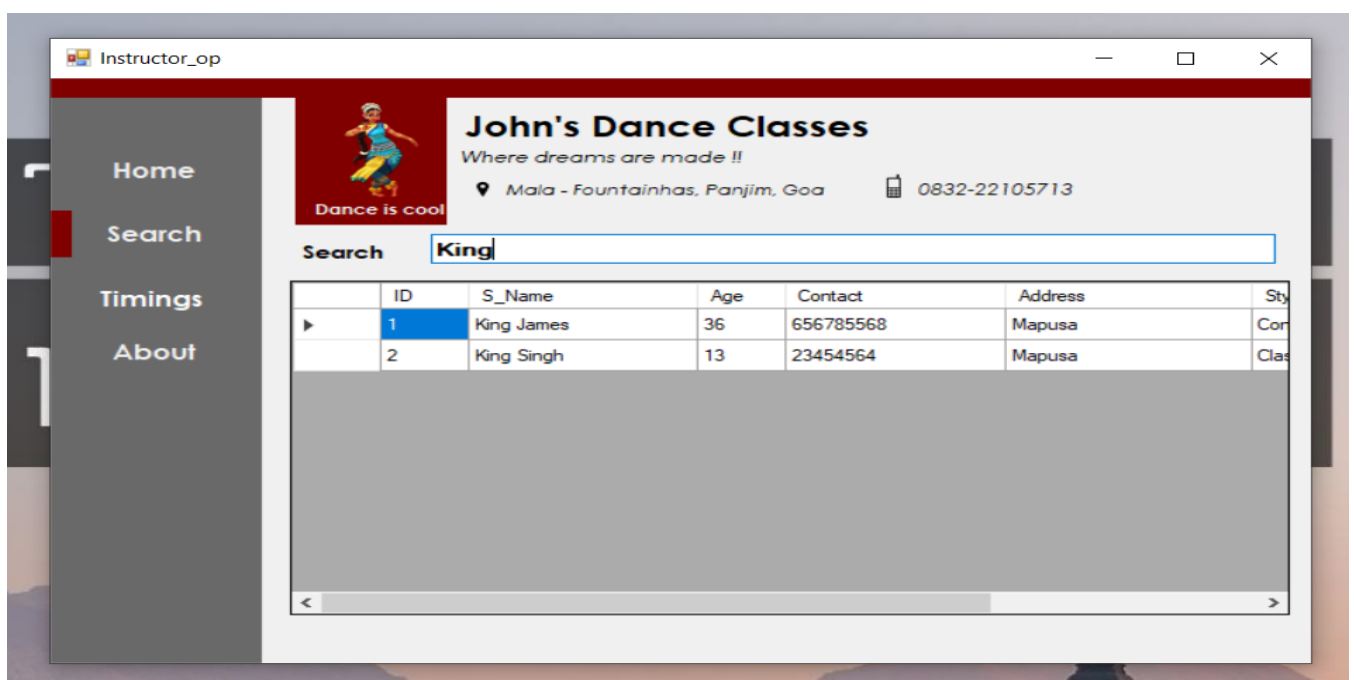 Instructor_op
Home
Search
Timings
About
Dance is cool
John's Dance Classes
Where dreams are made !!
Mala - Fountainhas, Panjim, Goa 0832-22105713
Search King
ID S_Name Age Contact Address
1 King James 36 656785568 Mapusa
2 King Singh 13 23454564 Mapusa